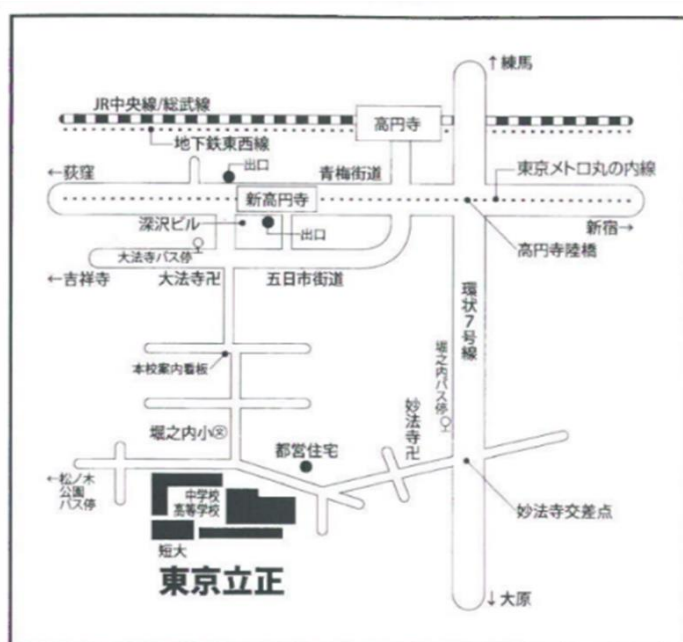 ↑練馬
JR中央線/総武線
高円寺
地下鉄東西線
出口
←荻窪
青梅街道
東京メトロ丸の内線
新高円寺
深沢ビル
出口
新宿→
高円寺陸橋
大法寺バス停
←吉祥寺
大法寺卍
五日市街道
環状7号線
本校案内看板
堀之内バス停
妙法寺卍
堀之内小㊛
都営住宅
←松ノ木
公園
バス停
中学校
高等学校
妙法寺交差点
短大
東京立正
↓大原